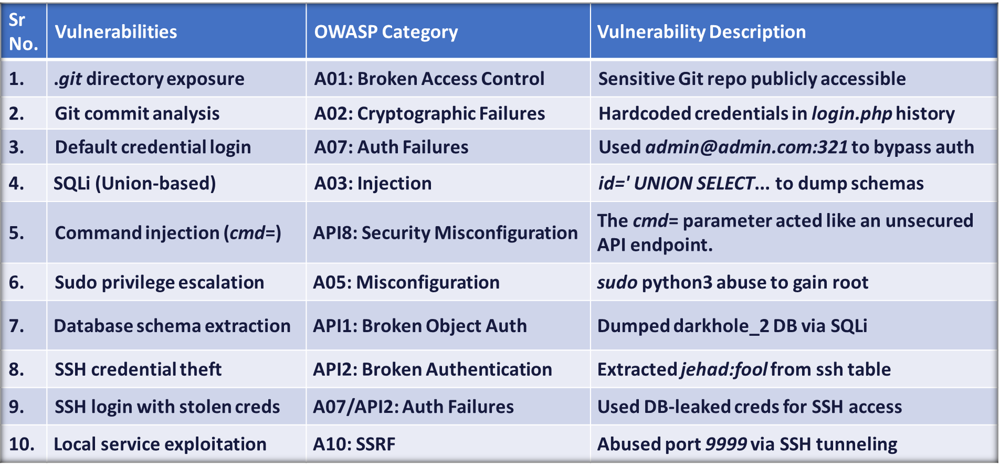 Sr No. Vulnerabilities OWASP Category Vulnerability Description
1. .git directory exposure A01: Broken Access Control Sensitive Git repo publicly accessible
2. Git commit analysis A02: Cryptographic Failures Hardcoded credentials in login.php history
3. Default credential login A07: Auth Failures Used admin@admin.com:321 to bypass auth
4. SQLi (Union-based) A03: Injection id=' UNION SELECT... to dump schemas
5. Command injection (cmd=) API8: Security Misconfiguration The cmd= parameter acted like an unsecured
API endpoint.
6. Sudo privilege escalation A05: Misconfiguration sudo python3 abuse to gain root
7. Database schema extraction API1: Broken Object Auth Dumped darkhole_2 DB via SQLi
8. SSH credential theft API2: Broken Authentication Extracted jehad:fool from ssh table
9. SSH login with stolen creds A07/API2: Auth Failures Used DB-leaked creds for SSH access
10. Local service exploitation A10: SSRF Abused port 9999 via SSH tunneling